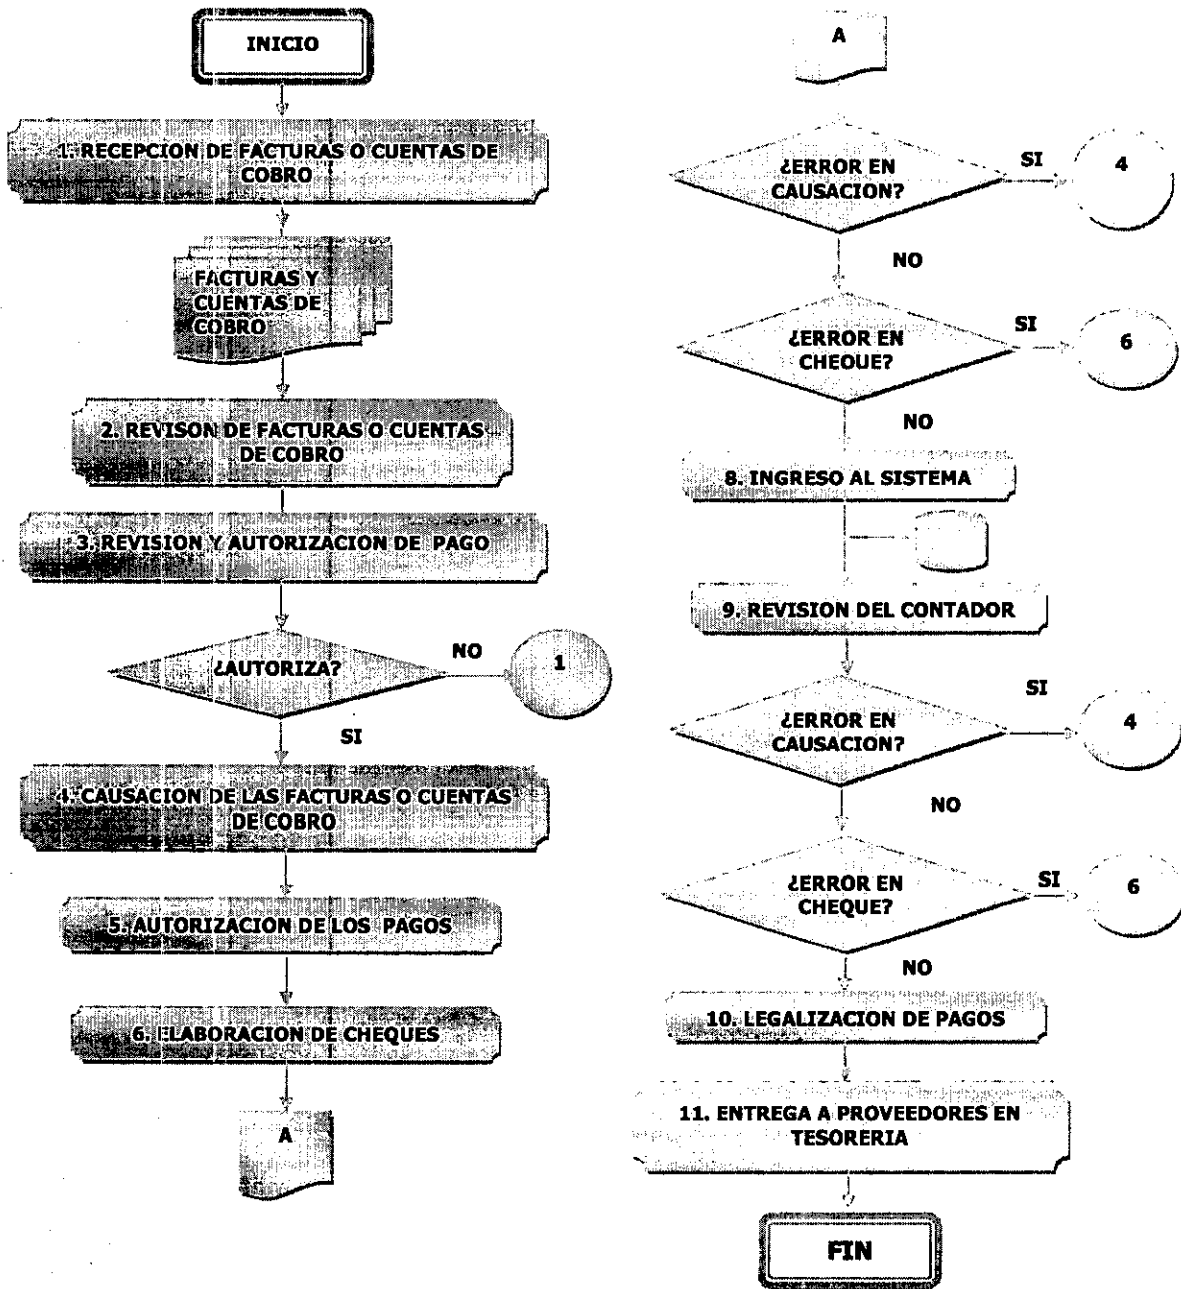 INICIO
1. RECEPCION DE FACTURAS O CUENTAS DE
COBRO
FACTURAS Y
CUENTAS DE
COBRO
2. REVISON DE FACTURAS O CUENTAS
DE COBRO
3. REVISION Y AUTORIZACION DE PAGO
¿AUTORIZA?
NO
1
SI
4. CAUSACION DE LAS FACTURAS O CUENTAS
DE COBRO
5. AUTORIZACION DE LOS PAGOS
6. ELABORACION DE CHEQUES
A
A
¿ERROR EN
CAUSACION?
SI
4
NO
¿ERROR EN
CHEQUE?
SI
6
NO
8. INGRESO AL SISTEMA
9. REVISION DEL CONTADOR
¿ERROR EN
CAUSACION?
SI
4
NO
¿ERROR EN
CHEQUE?
SI
6
NO
10. LEGALIZACION DE PAGOS
11. ENTREGA A PROVEEDORES EN
TESORERIA
FIN